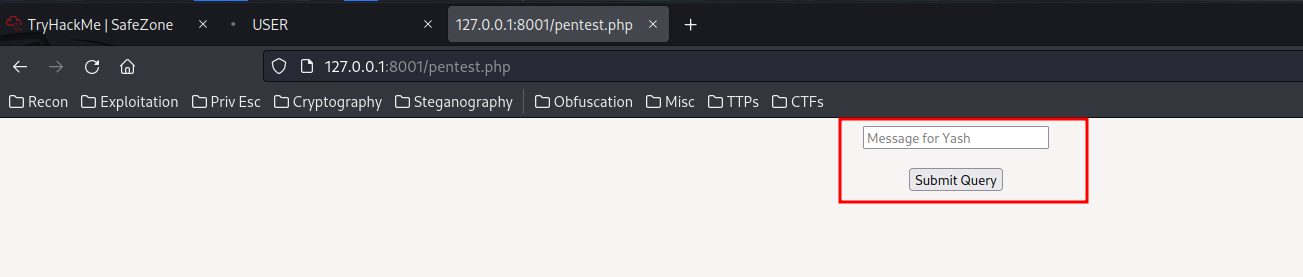 TryHackMe | SafeZone
USER
127.0.0.1:8001/pentest.php
127.0.0.1:8001/pentest.php
Recon Exploitation Priv Esc Cryptography Steganography Obfuscation Misc TTPs CTFs
Message for Yash
Submit Query